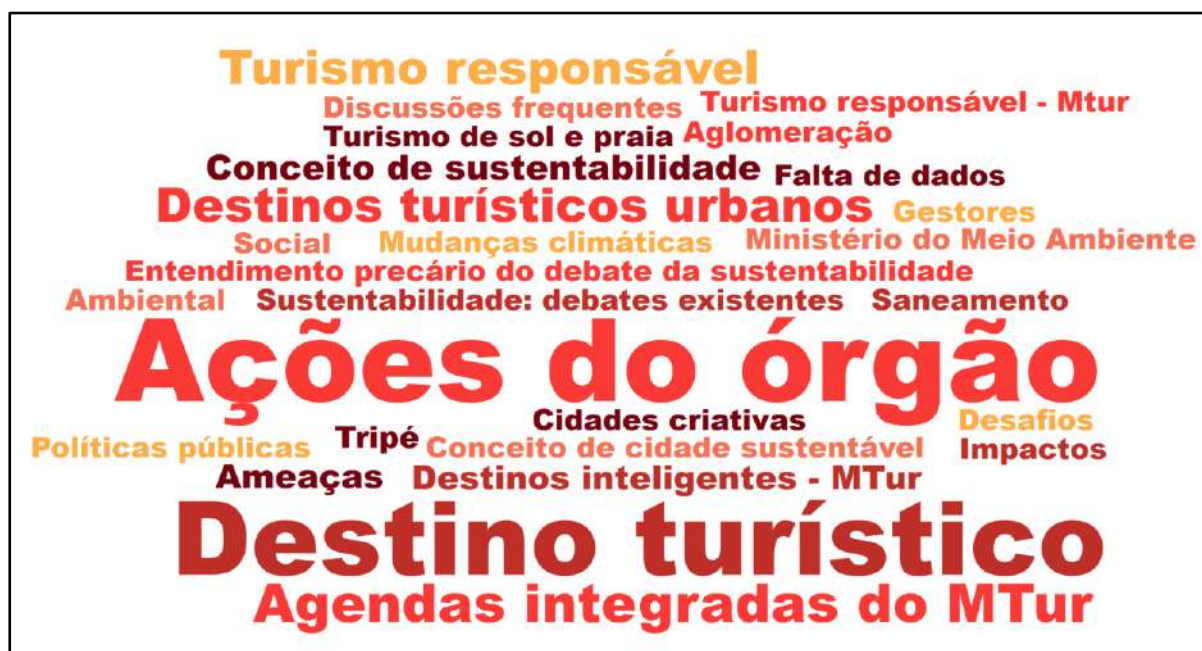 Turismo responsável
Discussões frequentes Turismo responsável - Mtur
Turismo de sol e praia Aglomeração
Conceito de sustentabilidade Falta de dados
Destinos turísticos urbanos Gestores
Social Mudanças climáticas Ministério do Meio Ambiente
Entendimento precário do debate da sustentabilidade
Ambiental Sustentabilidade: debates existentes Saneamento
Ações do órgão
Cidades criativas Desafios
Políticas públicas Tripé Conceito de cidade sustentável Impactos
Ameaças Destinos inteligentes - MTur
Destino turístico
Agendas integradas do MTur